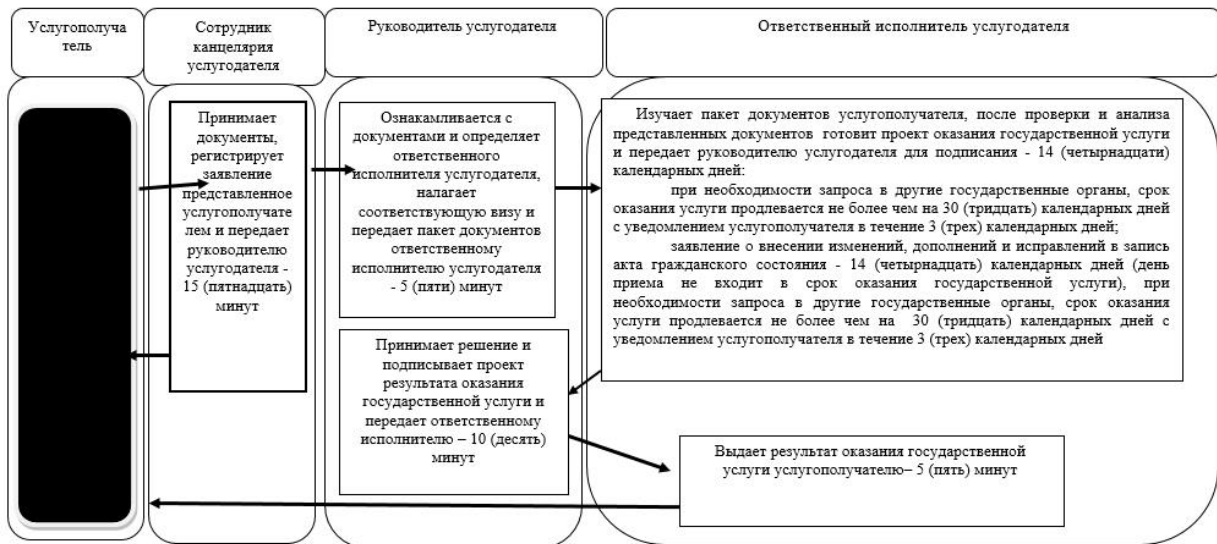 Услугополуча
тель
Сотрудник
канцелярия
услугодателя
Руководитель услугодателя
Ответственный исполнитель услугодателя
Принимает
документы,
регистрирует
заявление
представленное
услугополучате
лем и передает
руководителю
услугодателя -
15 (пятнадцать)
минут
Ознакамливается с
документами и определяет
ответственного
исполнителя услугодателя,
налагает
соответствующую визу и
передает пакет документов
ответственному
исполнителю услугодателя
- 5 (пяти) минут
Изучает пакет документов услугополучателя, после проверки и анализа
представленных документов готовит проект оказания государственной услуги
и передает руководителю услугодателя для подписания - 14 (четырнадцати)
календарных дней:
при необходимости запроса в другие государственные органы, срок
оказания услуги продлевается не более чем на 30 (тридцать) календарных дней
с уведомлением услугополучателя в течение 3 (трех) календарных дней;
заявление о внесении изменений, дополнений и исправлений в запись
акта гражданского состояния - 14 (четырнадцать) календарных дней (день
приема не входит в срок оказания государственной услуги), при
необходимости запроса в другие государственные органы, срок оказания
услуги продлевается не более чем на 30 (тридцать) календарных дней с
уведомлением услугополучателя в течение 3 (трех) календарных дней
Принимает решение и
подписывает проект
результата оказания
государственной услуги и
передает ответственному
исполнителю – 10 (десять)
минут
Выдает результат оказания государственной
услуги услугополучателю– 5 (пять) минут